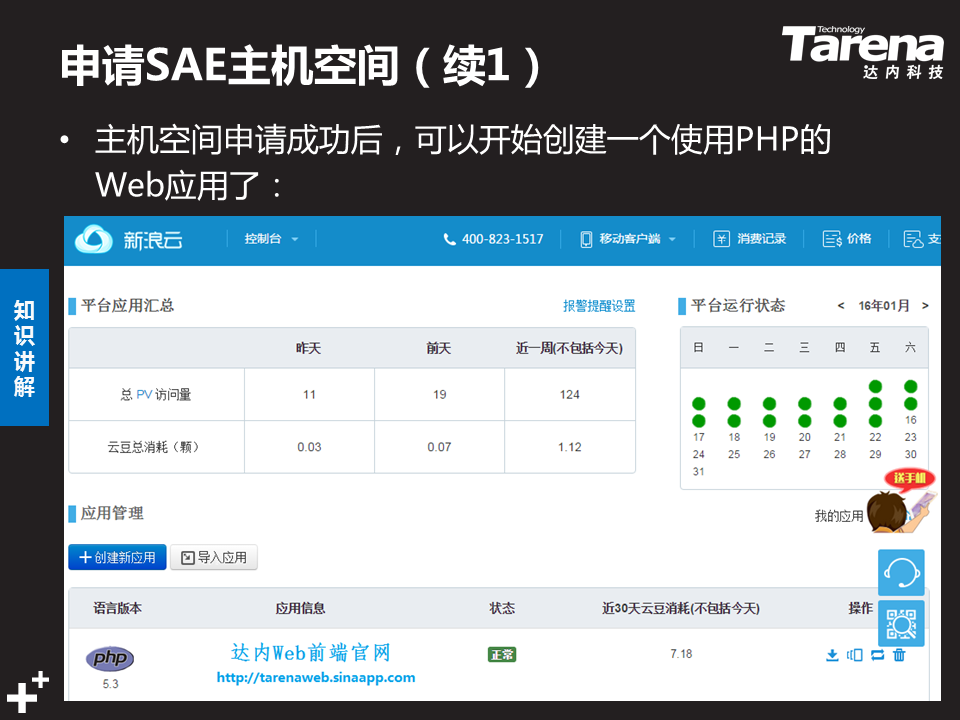 申请SAE主机空间（续1）
Technology
Tarena
达内科技
• 主机空间申请成功后，可以开始创建一个使用PHP的
Web应用了：
知识讲解
新浪云
控制台
400-823-1517
移动客户端
消费记录
价格
支
平台应用汇总
报警提醒设置
昨天 前天 近一周(不包括今天)
总 PV 访问量 11 19 124
云豆总消耗（颗） 0.03 0.07 1.12
平台运行状态
< 16年01月 >
日 一 二 三 四 五 六
16
17 18 19 20 21 22 23
24 25 26 27 28 29 30
31
送手机
应用管理
我的应用
+创建新应用
导入应用
语言版本 应用信息 状态 近30天云豆消耗(不包括今天) 操作
php
5.3
达内Web前端官网
http://tarenaweb.sinaapp.com
正常
7.18